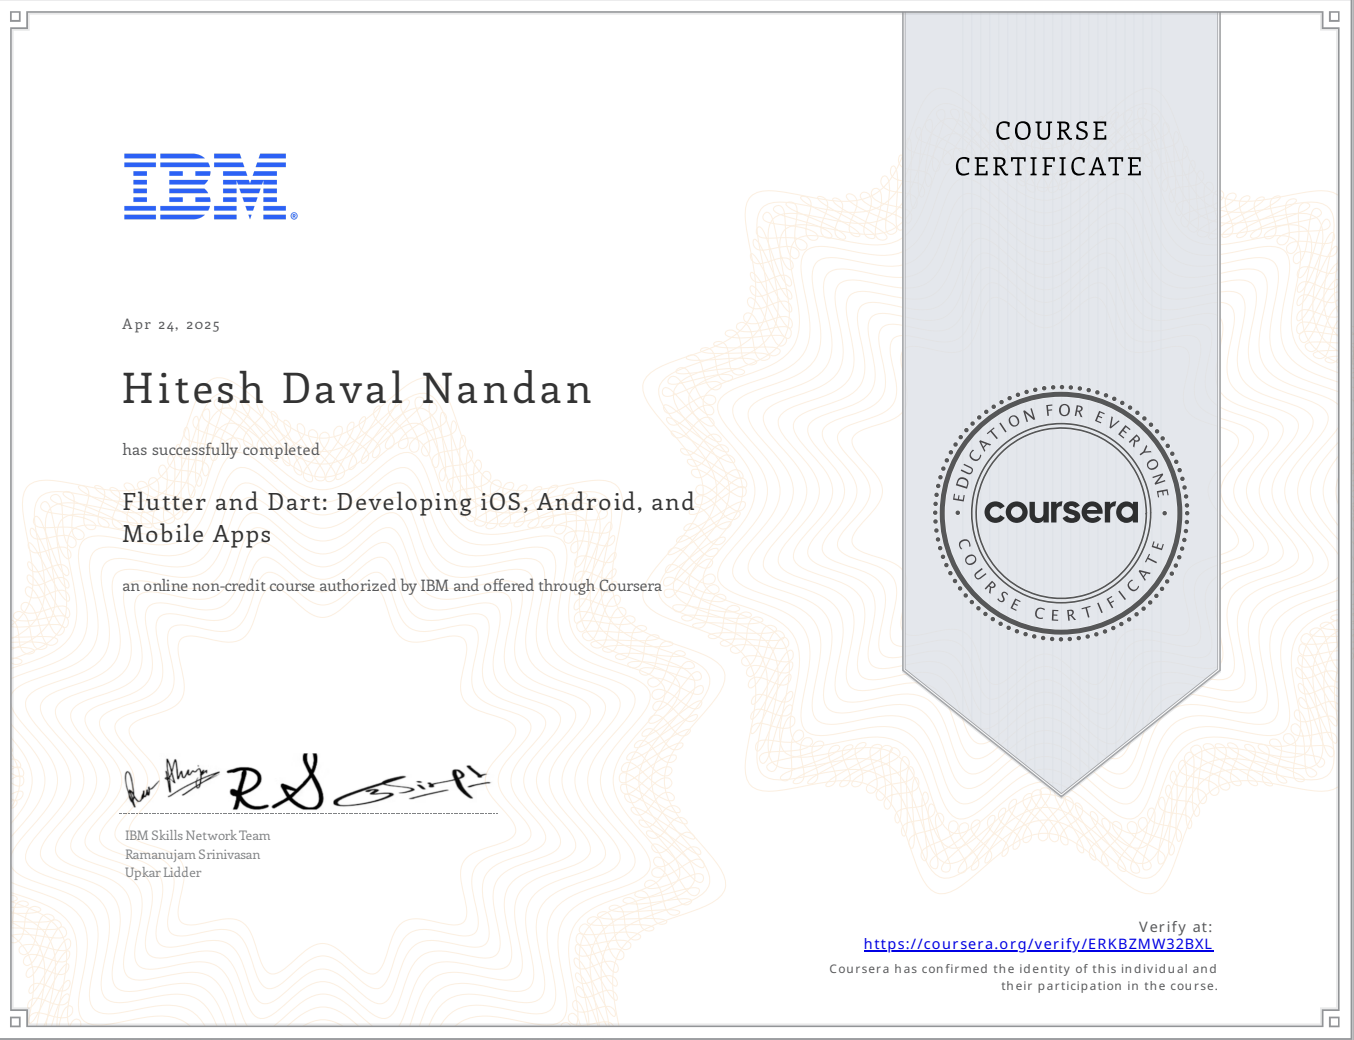 COURSE
CERTIFICATE
IBM®
Apr 24, 2025
Hitesh Daval Nandan
has successfully completed
Flutter and Dart: Developing iOS, Android, and
Mobile Apps
an online non-credit course authorized by IBM and offered through Coursera
EDUCATION FOR EVERYONE
coursera
COURSE CERTIFICATE
IBM Skills Network Team
Ramanujam Srinivasan
Upkar Lidder
Verify at:
https://coursera.org/verify/ERKBZMW32BXL
Coursera has confirmed the identity of this individual and
their participation in the course.